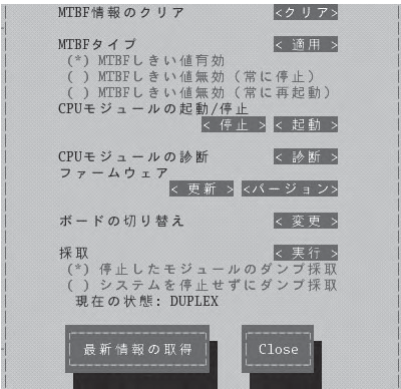 MTBF情報のクリア <クリア>
MTBFタイプ < 適用 >
(*) MTBFしきい値有効
( ) MTBFしきい値無効（常に停止）
( ) MTBFしきい値無効（常に再起動）
CPUモジュールの起動/停止
< 停止 > < 起動 >
CPUモジュールの診断 < 診断 >
ファームウェア
< 更新 > <バージョン>
ボードの切り替え < 変更 >
採取 < 実行 >
(*) 停止したモジュールのダンプ採取
( ) システムを停止せずにダンプ採取
現在の状態: DUPLEX
最新情報の取得 Close